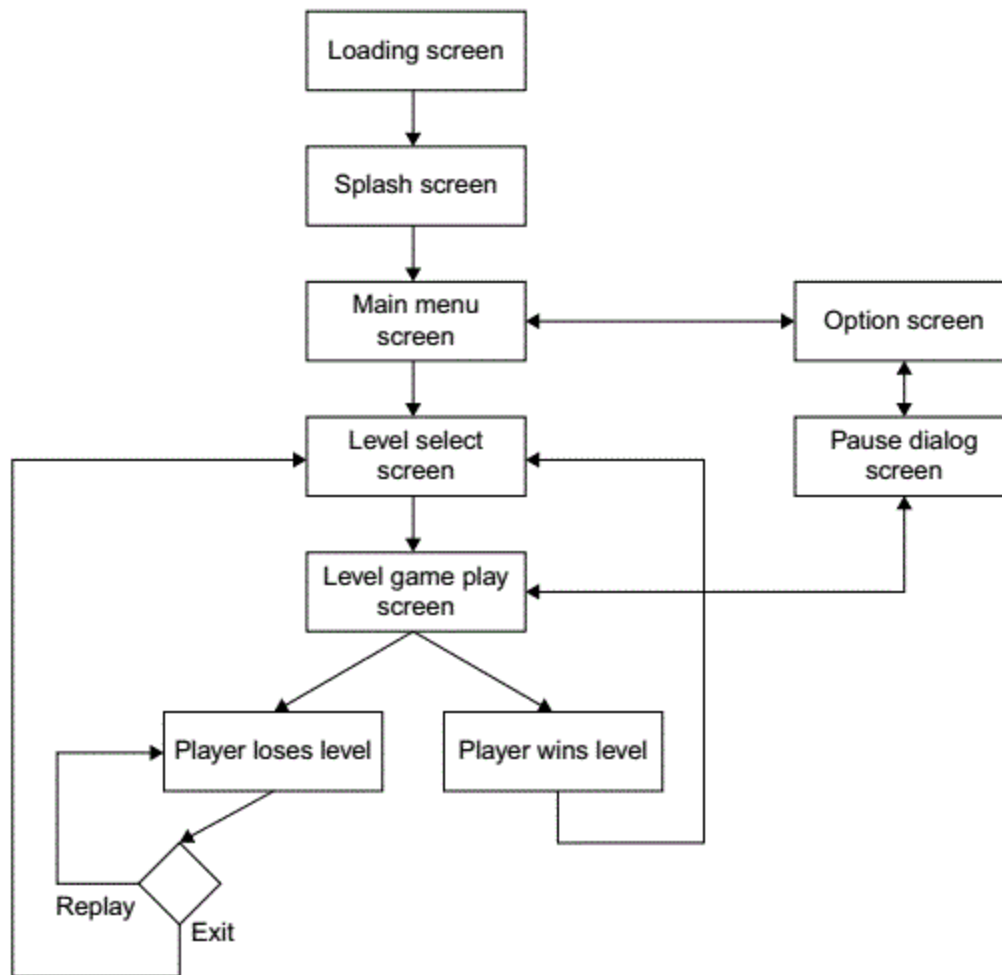 Loading screen
Splash screen
Main menu
screen
Option screen
Level select
screen
Pause dialog
screen
Level game play
screen
Player loses level
Player wins level
Replay
Exit